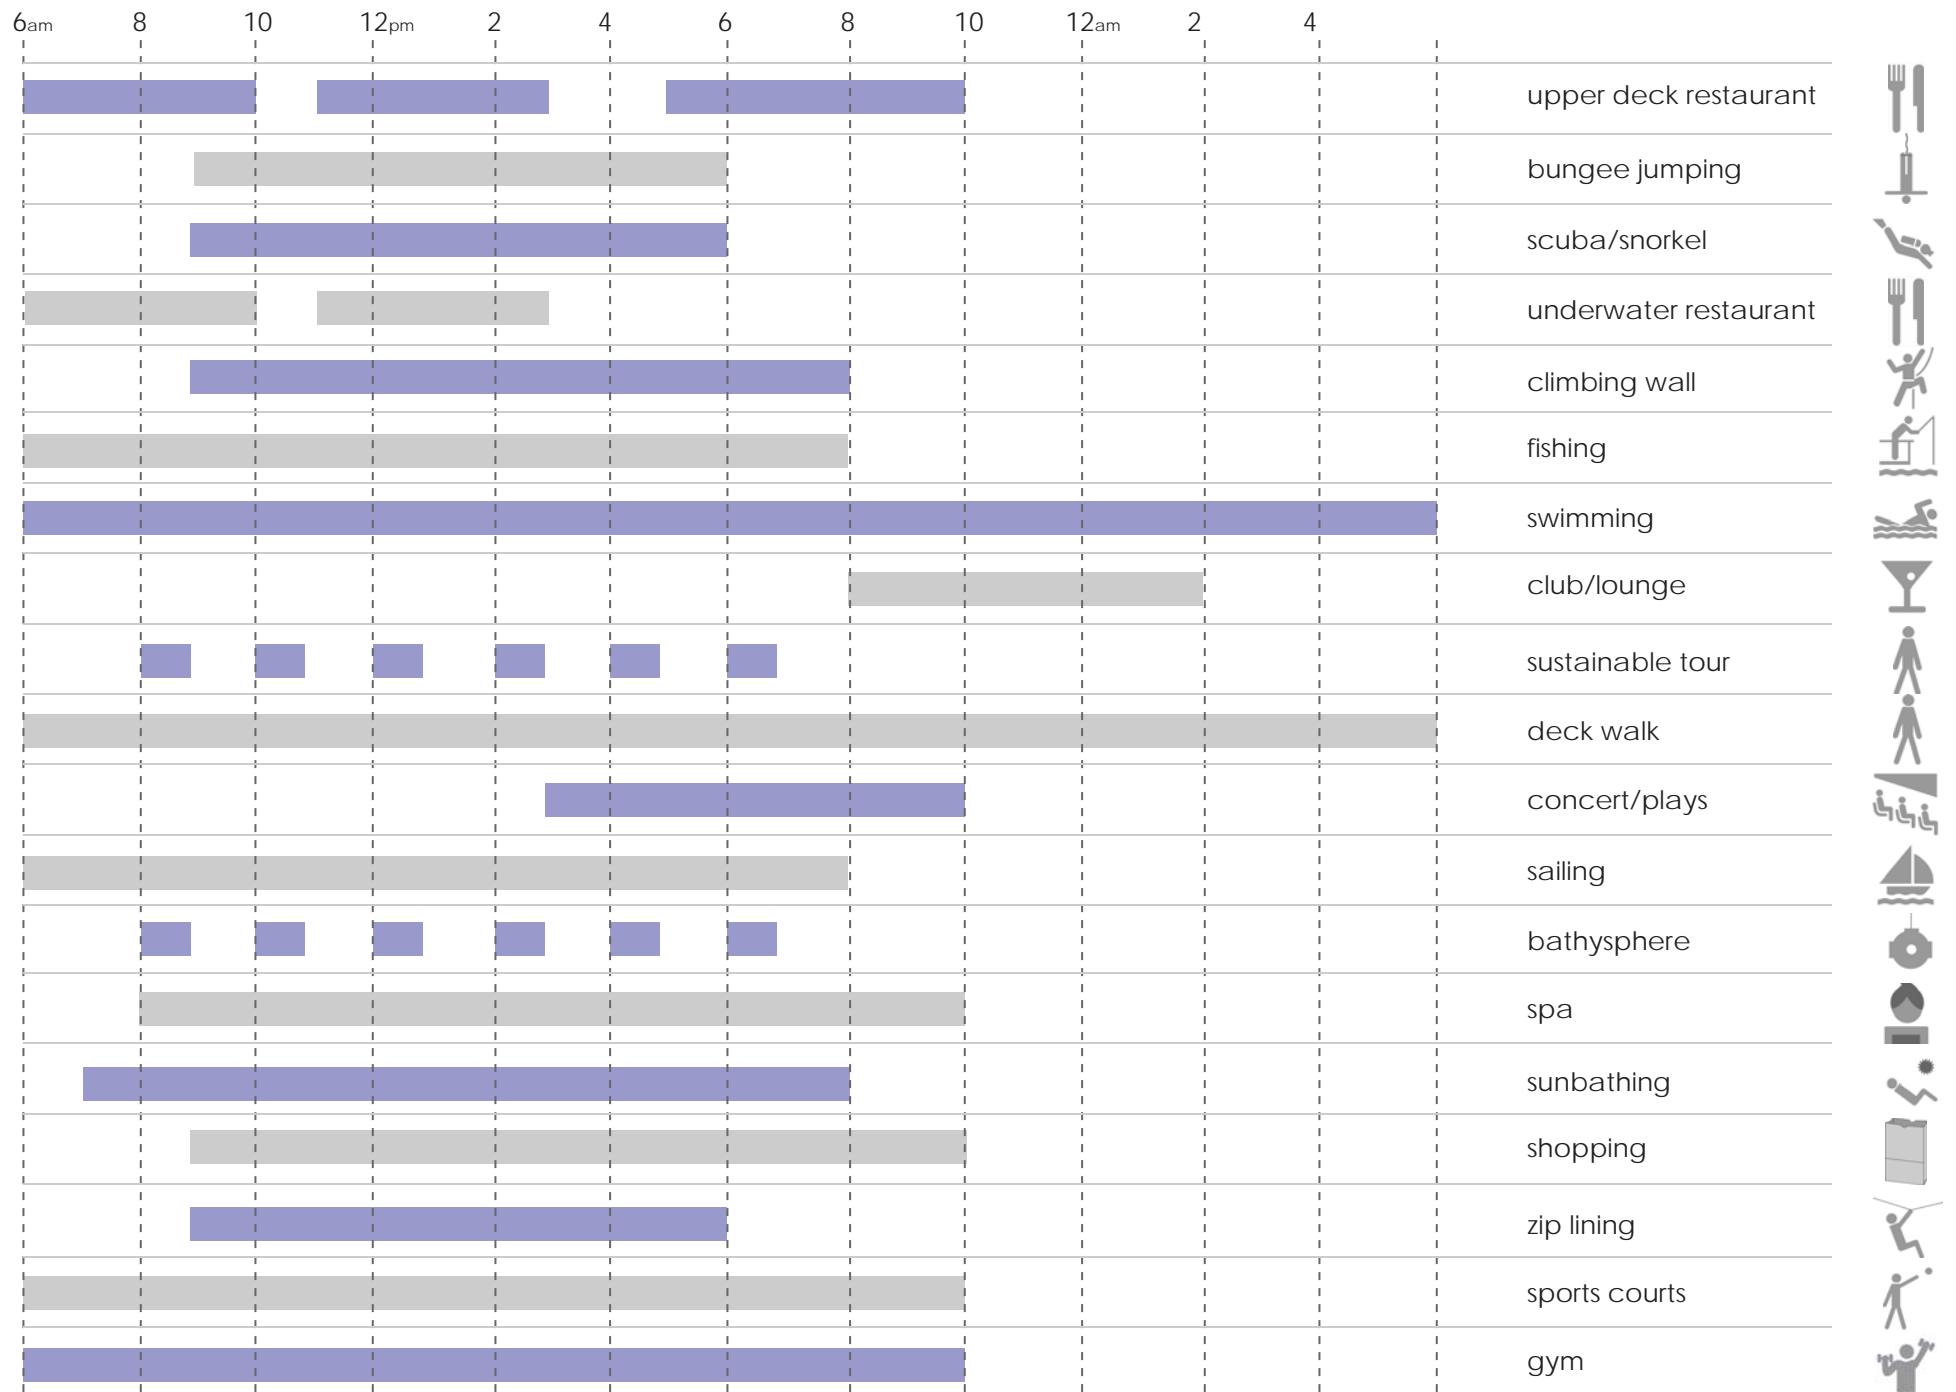 6am 8 10 12pm 2 4 6 8 10 12am 2 4
upper deck restaurant
bungee jumping
scuba/snorkel
underwater restaurant
climbing wall
fishing
swimming
club/lounge
sustainable tour
deck walk
concert/plays
sailing
bathysphere
spa
sunbathing
shopping
zip lining
sports courts
gym